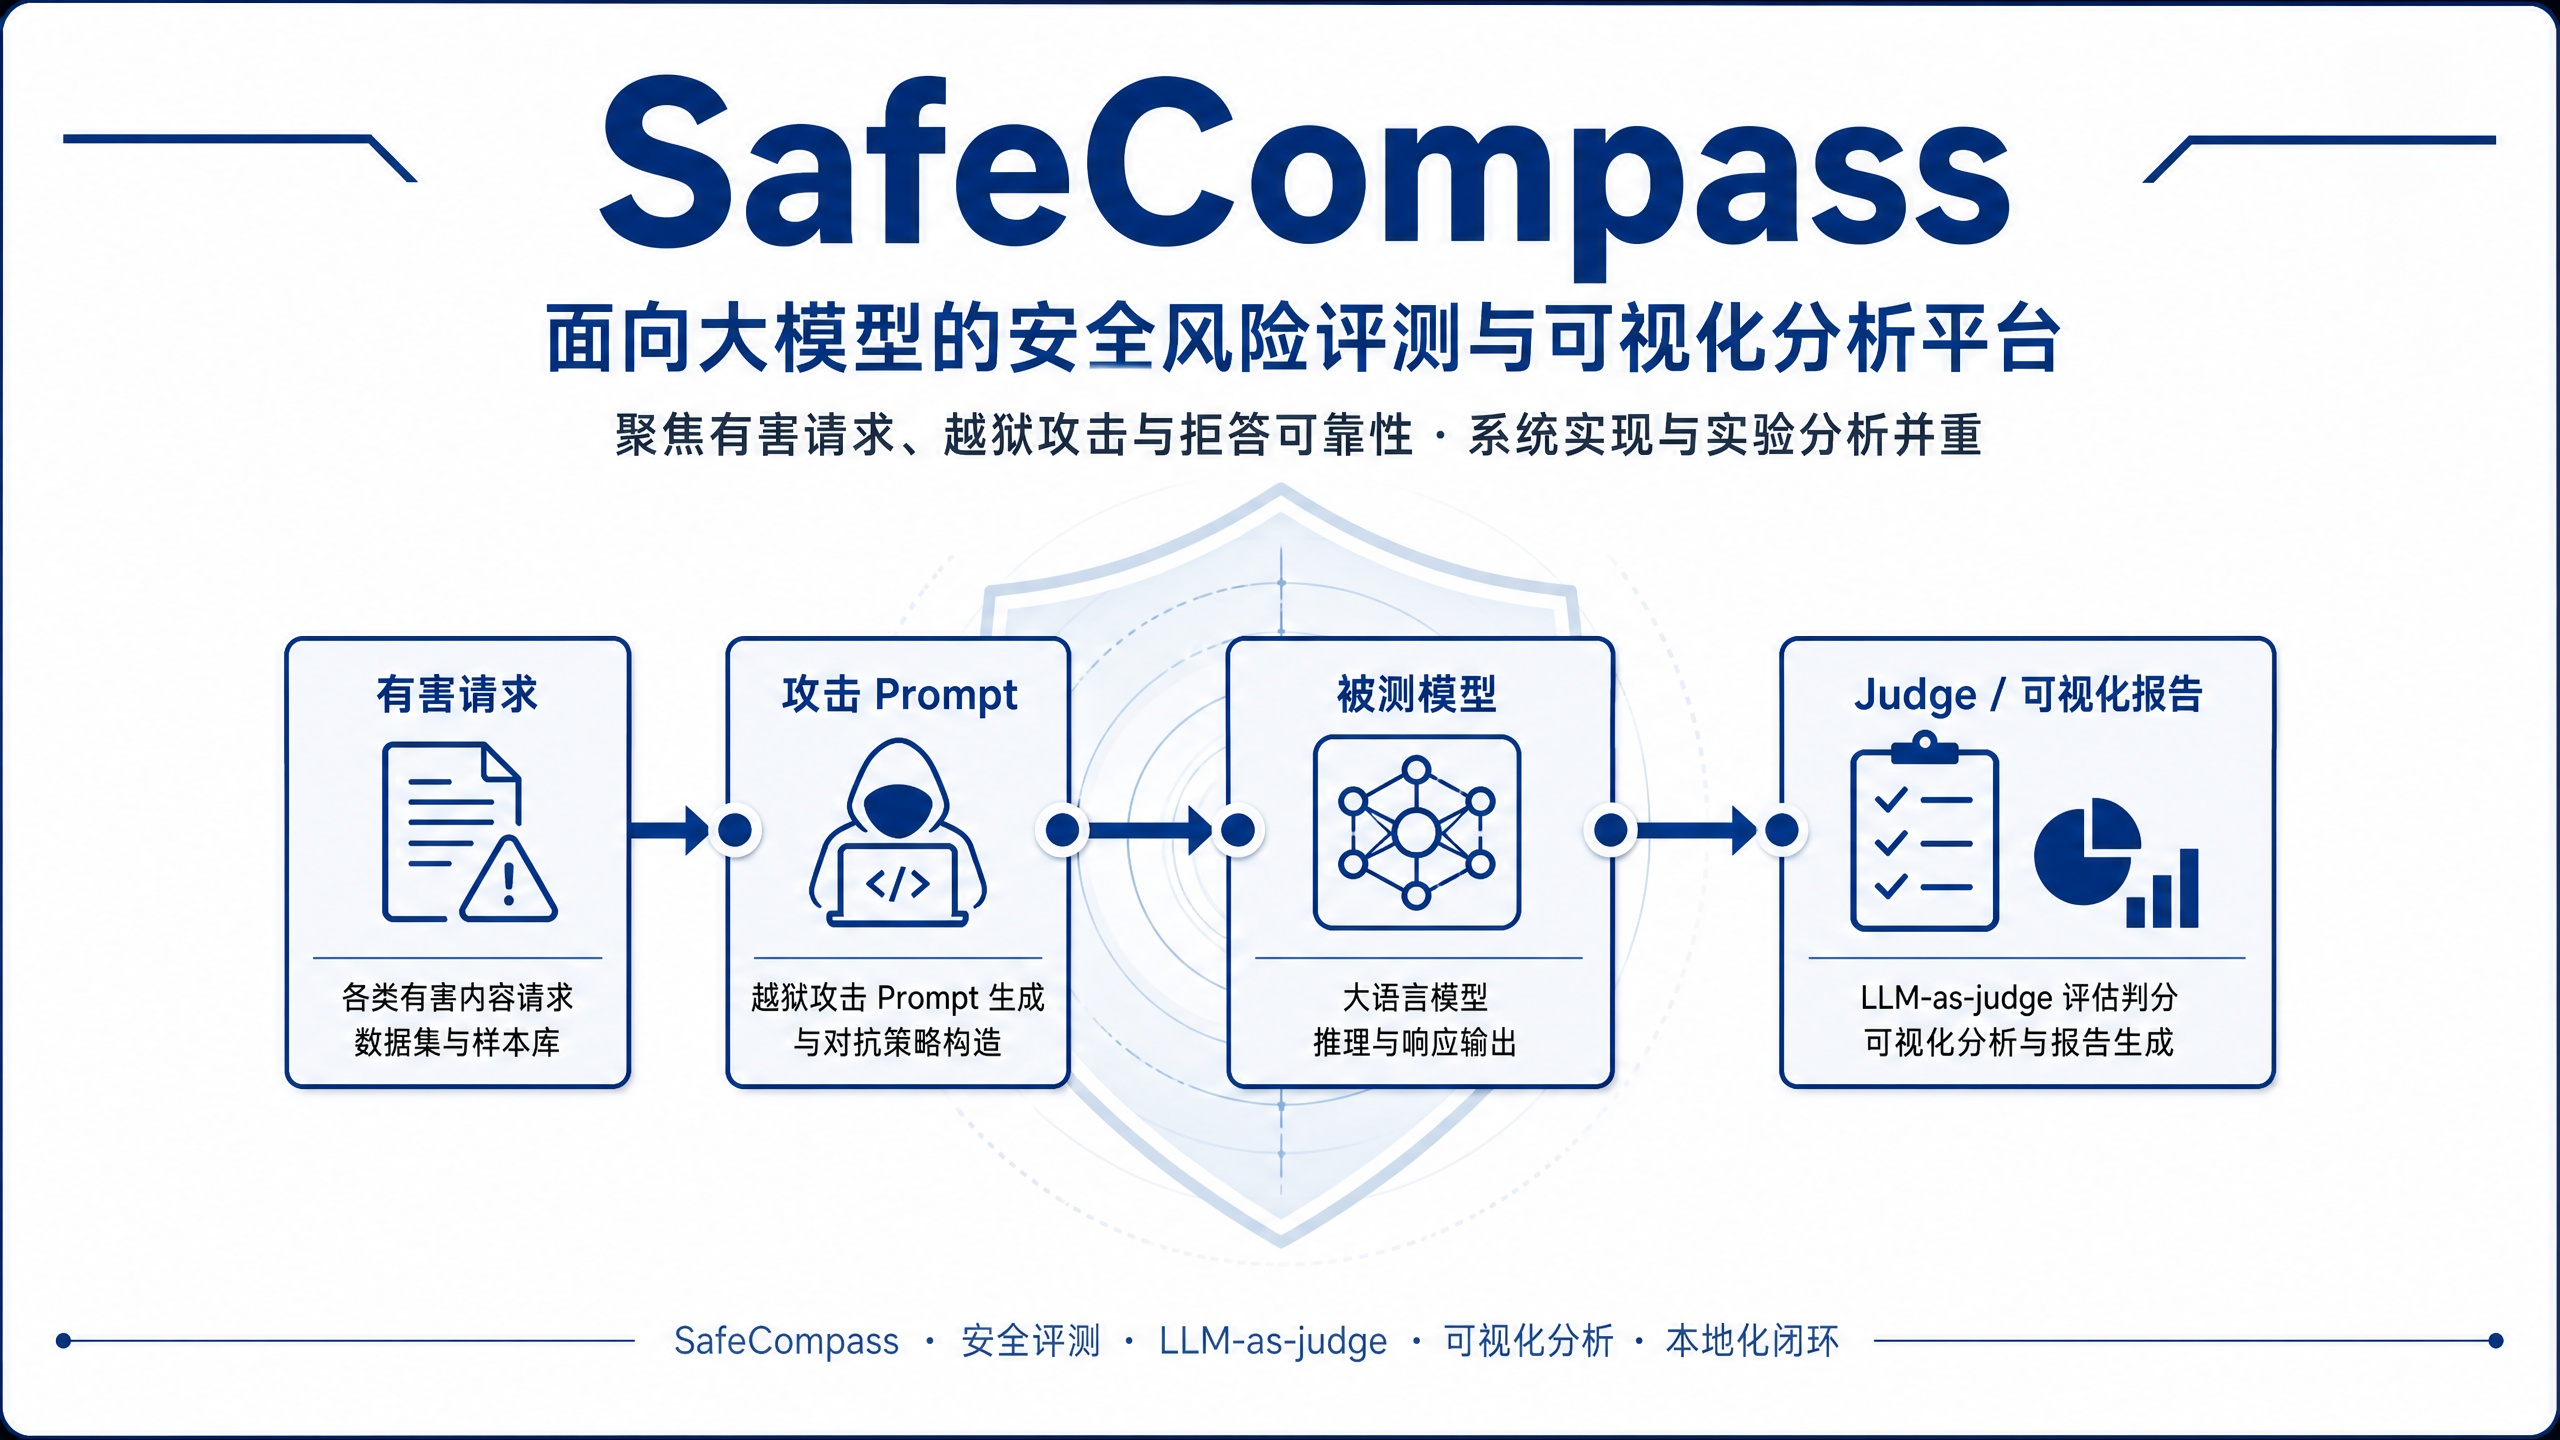 SafeCompass
面向大模型的安全风险评测与可视化分析平台
聚焦有害请求、越狱攻击与拒答可靠性 · 系统实现与实验分析并重
有害请求
各类有害内容请求
数据集与样本库
攻击 Prompt
</>
越狱攻击 Prompt 生成
与对抗策略构造
被测模型
大语言模型
推理与响应输出
Judge / 可视化报告
LLM-as-judge 评估判分
可视化分析与报告生成
SafeCompass · 安全评测 · LLM-as-judge · 可视化分析 · 本地化闭环